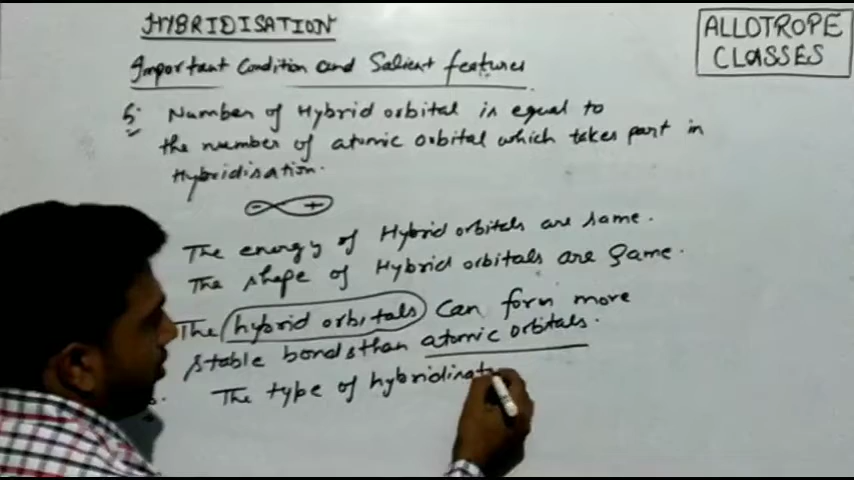 HYBRIDISATION
ALLOTROPE
CLASSES
Important Condition and Salient features
5. Number of Hybrid orbital is equal to
the number of atomic orbital which takes part in
Hybridisation.
- +
The energy of Hybrid orbitals are same.
The shape of Hybrid orbitals are same.
The hybrid orbitals can form more
stable bonds than atomic orbitals.
The type of hybridisat